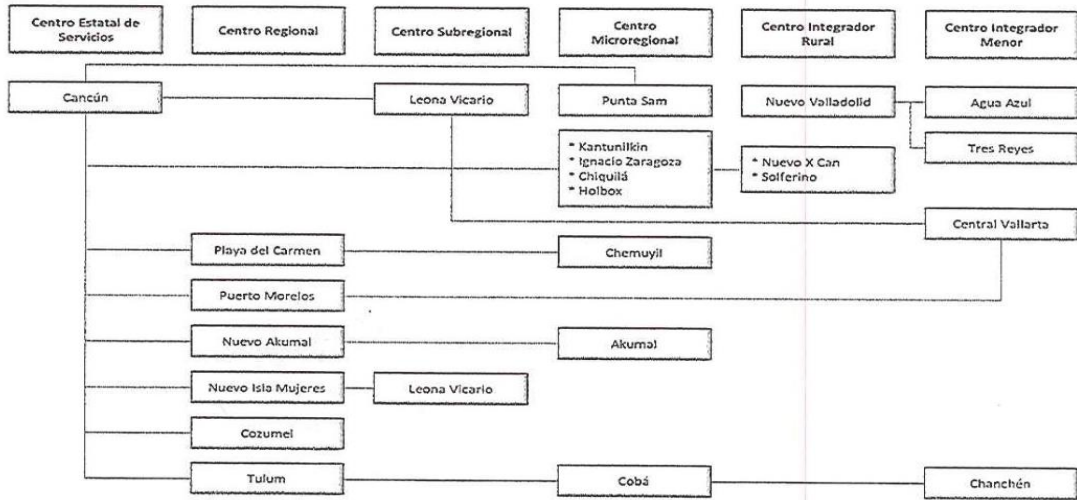 Centro Estatal de
Servicios
Centro Regional
Centro Subregional
Centro
Microregional
Centro Integrador
Rural
Centro Integrador
Menor
Cancún
Leona Vicario
Punta Sam
Nuevo Valladolid
Agua Azul
Tres Reyes
* Kantunilkin
* Ignacio Zaragoza
* Chiquilá
* Holbox
* Nuevo X Can
* Solferino
Central Vallarta
Playa del Carmen
Chemuyil
Puerto Morelos
Nuevo Akumal
Akumal
Nuevo Isla Mujeres
Leona Vicario
Cozumel
Tulum
Cobá
Chanchén